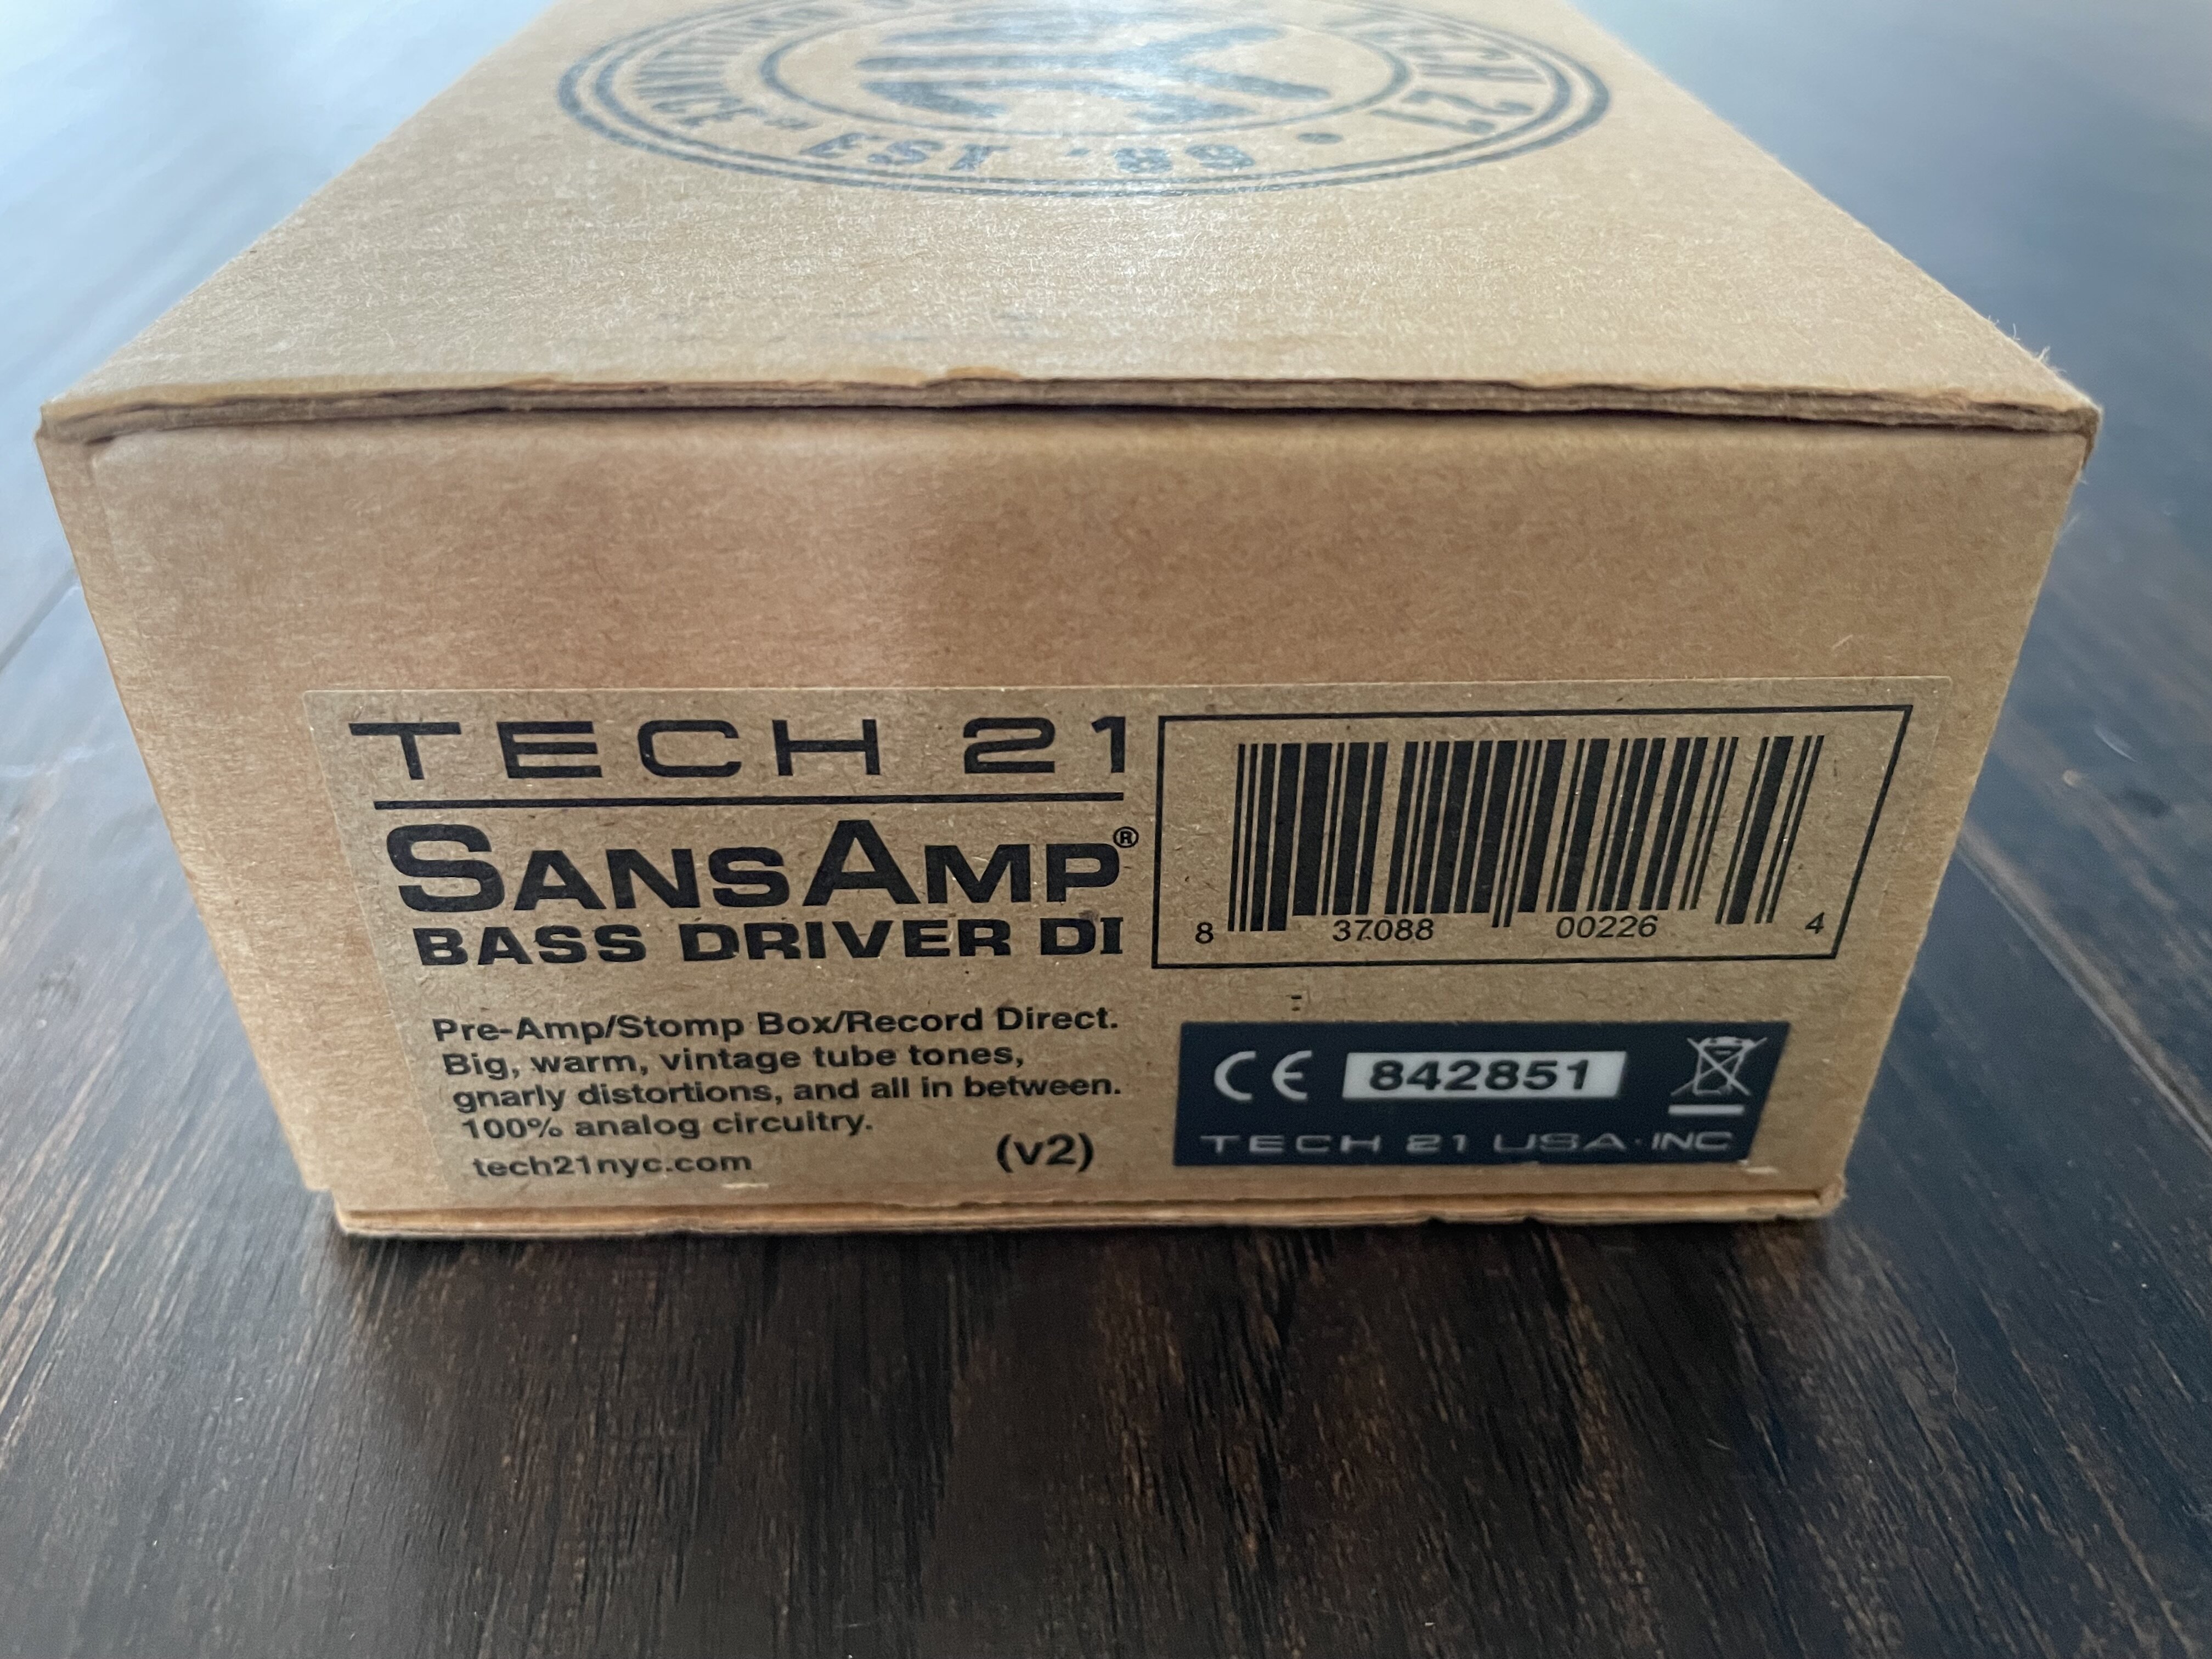 TECH 21
EST '89
TECH 21
SANSAMP®
BASS DRIVER DI
Pre-Amp/Stomp Box/Record Direct.
Big, warm, vintage tube tones,
gnarly distortions, and all in between.
100% analog circuitry.
tech21nyc.com
(v2)
8 37088 00226 4
CE 842851
TECH 21 USA·INC